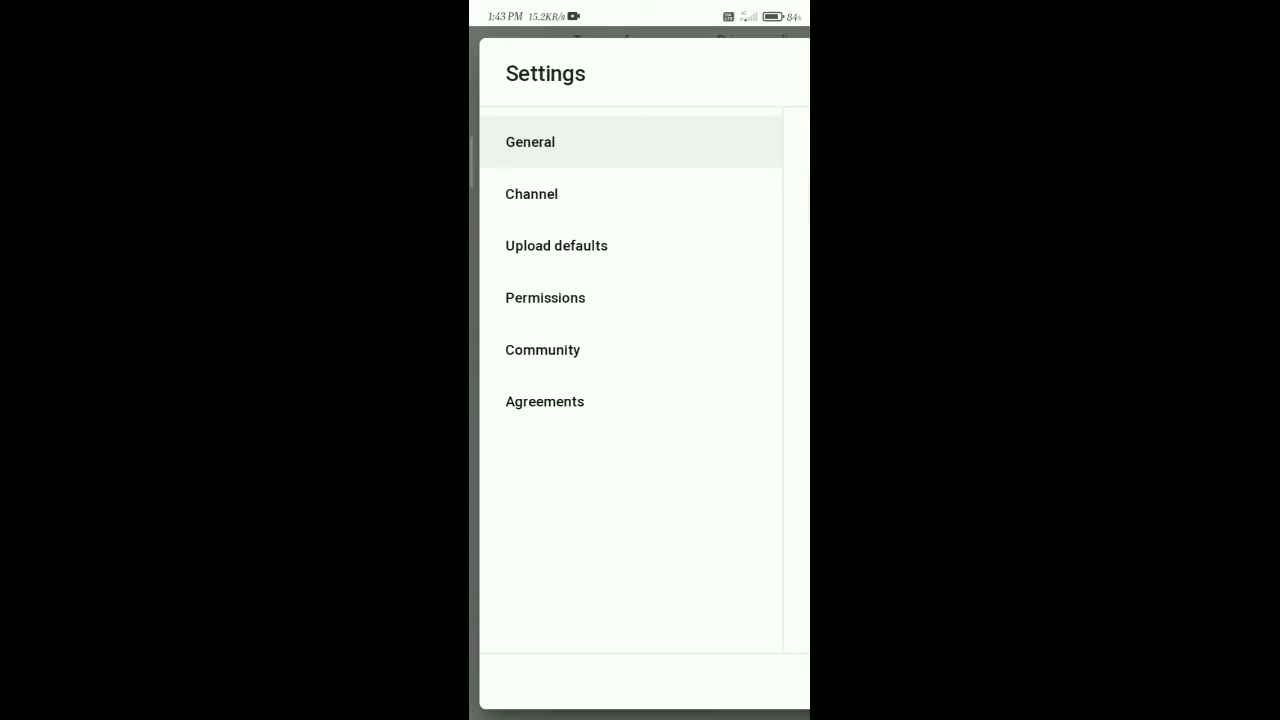 1:43 PM 15.2KB/s 84%
Settings
General
Channel
Upload defaults
Permissions
Community
Agreements